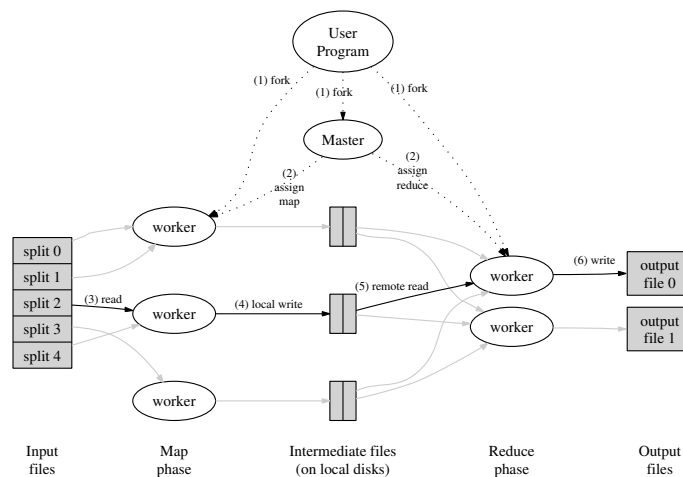 User
Program
(1) fork
(1) fork
(1) fork
Master
(2)
assign
map
(2)
assign
reduce
worker
split 0
split 1
split 2
split 3
split 4
(3) read
worker
(4) local write
(5) remote read
worker
(6) write
output
file 0
worker
output
file 1
worker
Input
files
Map
phase
Intermediate files
(on local disks)
Reduce
phase
Output
files